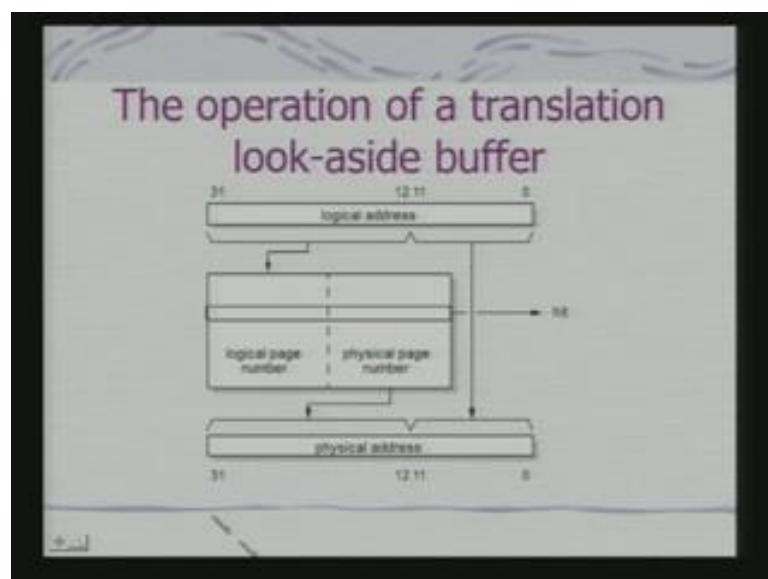 The operation of a translation
look-aside buffer
31 12 11 0
logical address
hit
logical page physical page
number number
physical address
31 12 11 0